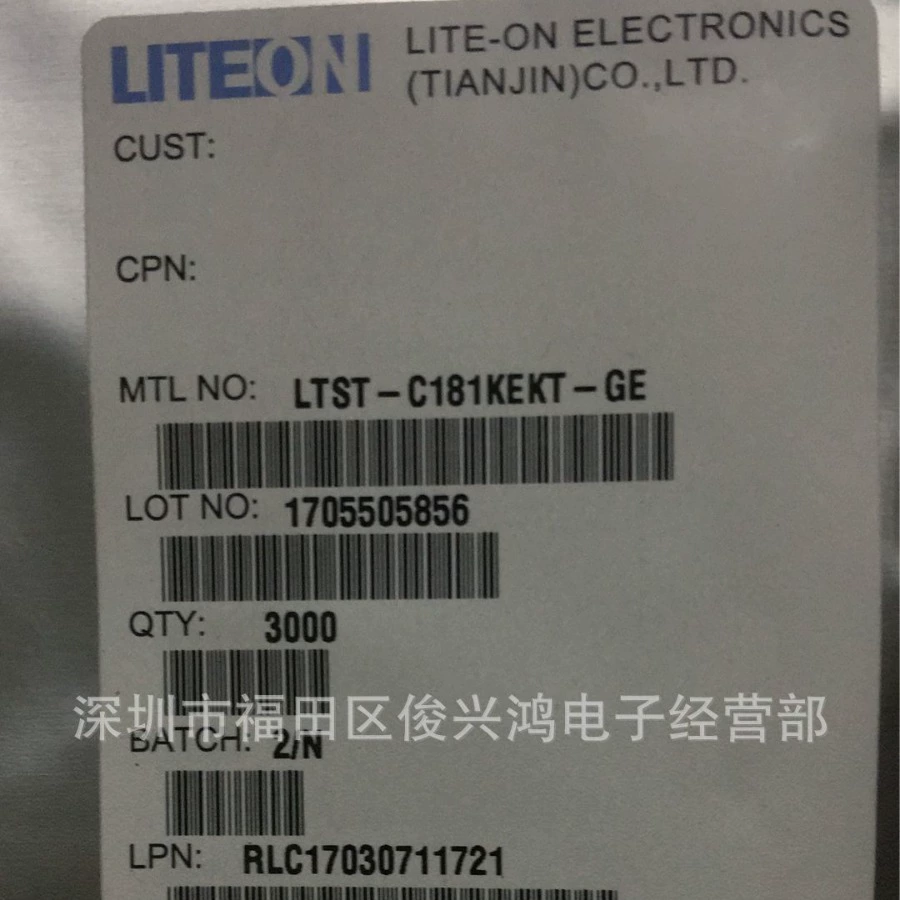 LITEON
LITE-ON ELECTRONICS
(TIANJIN)CO.,LTD.
CUST:
CPN:
MTL NO: LTST-C181KEKT-GE
LOT NO: 1705505856
QTY: 3000
深圳市福田区俊兴鸿电子经营部
BATCH: 2/N
LPN: RLC17030711721